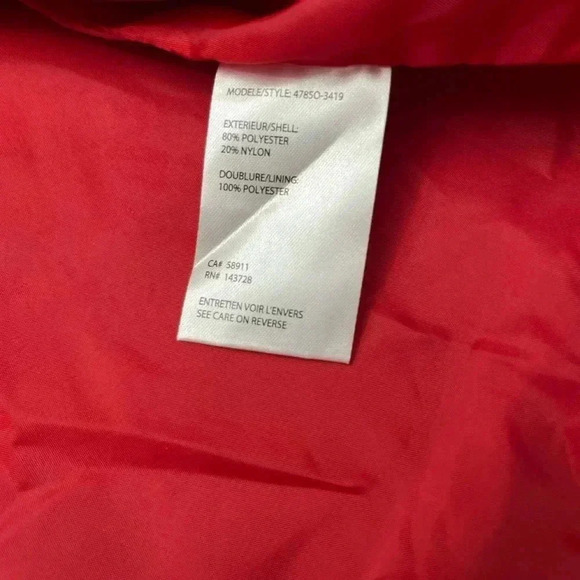 MODELE/STYLE: 4785O-3419
EXTERIEUR/SHELL:
80% POLYESTER
20% NYLON
DOUBLURE/LINING:
100% POLYESTER
CA# 58911
RN# 143728
ENTRETIEN VOIR L'ENVERS
SEE CARE ON REVERSE